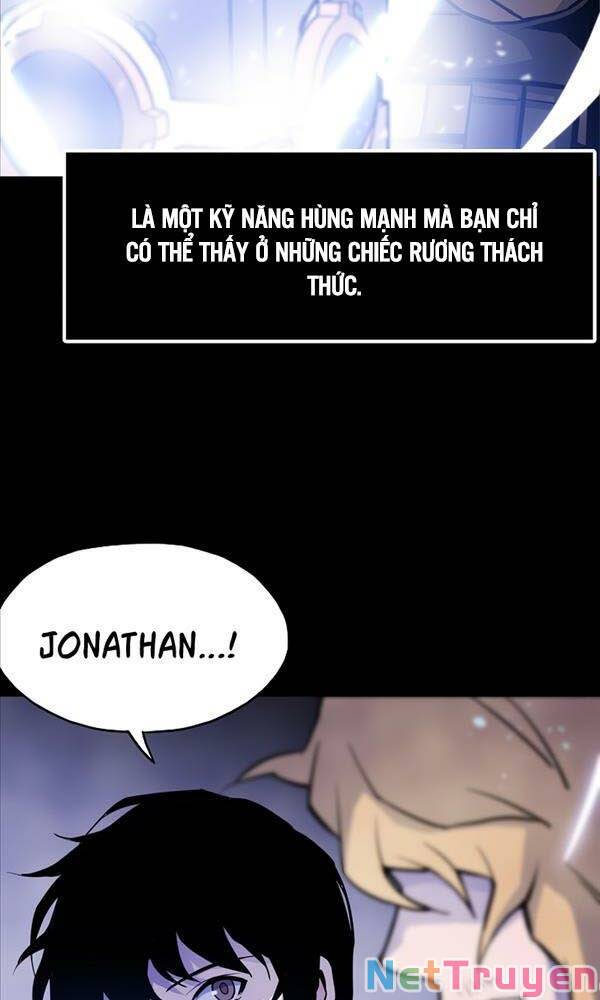 LÀ MỘT KỸ NĂNG HÙNG MẠNH MÀ BẠN CHỈ
CÓ THỂ THẤY Ở NHỮNG CHIẾC RƯƠNG THÁCH
THỨC.
JONATHAN...!
NetTruyen